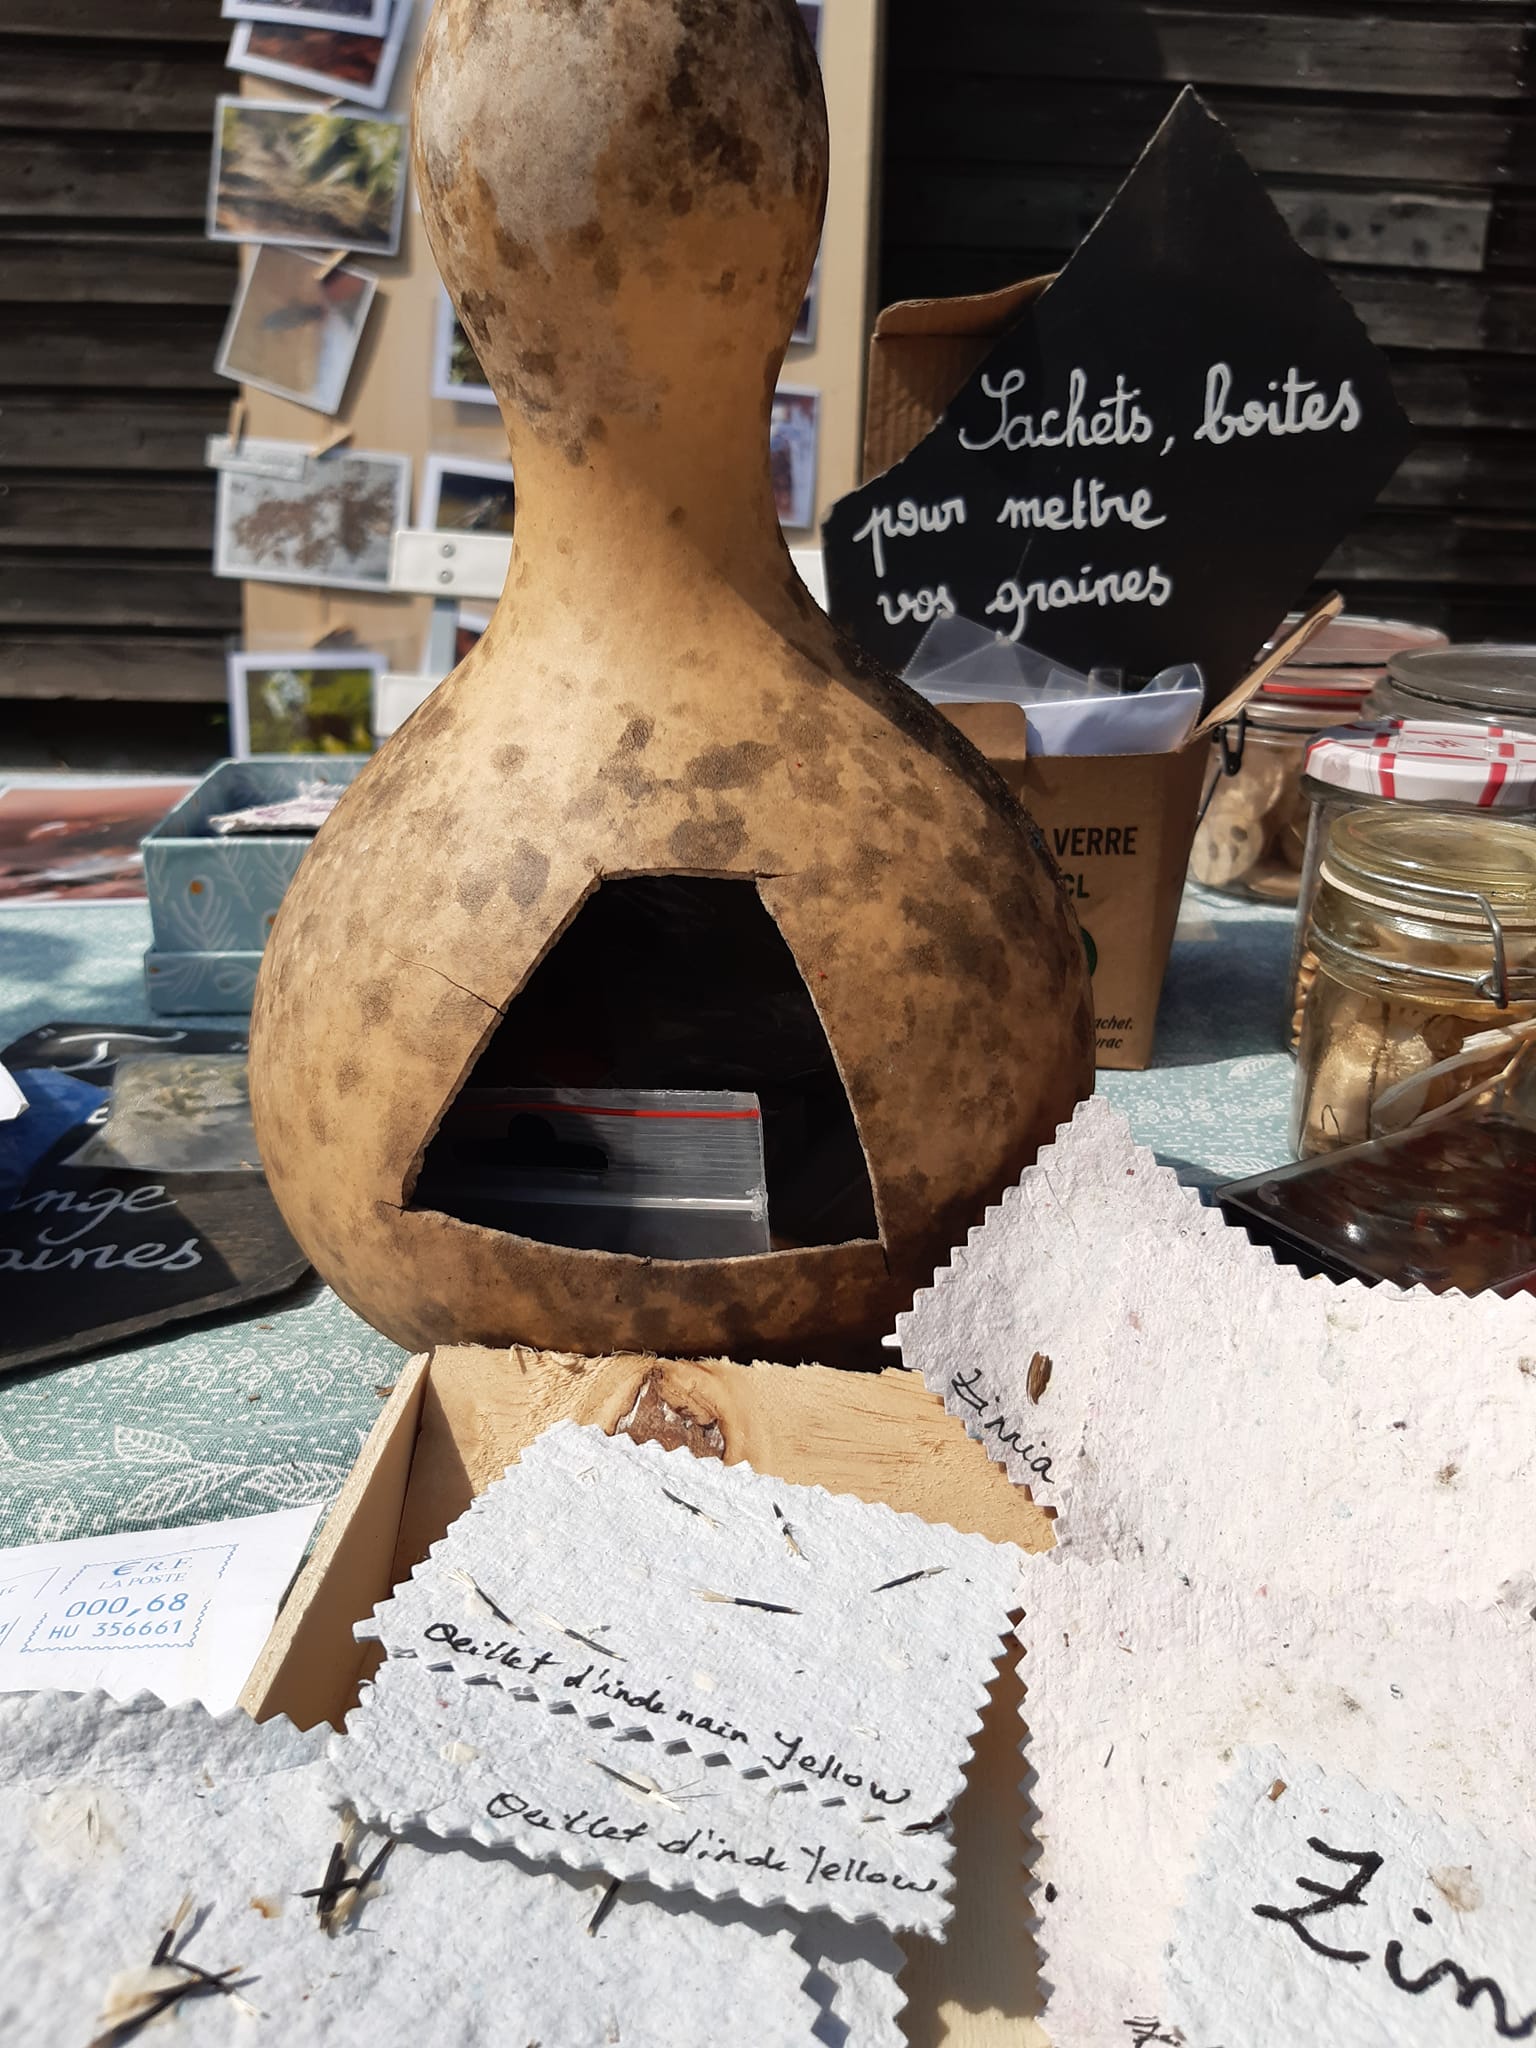 Sachets, boites
pour mettre
vos graines
VERRE
CL
achet.
vrac
nge
aines
Zinnia
€ R.F.
LA POSTE
000,68
HU 356661
Oeillet d'inde nain Yellow
Oeillet d'inde Yellow
Zin